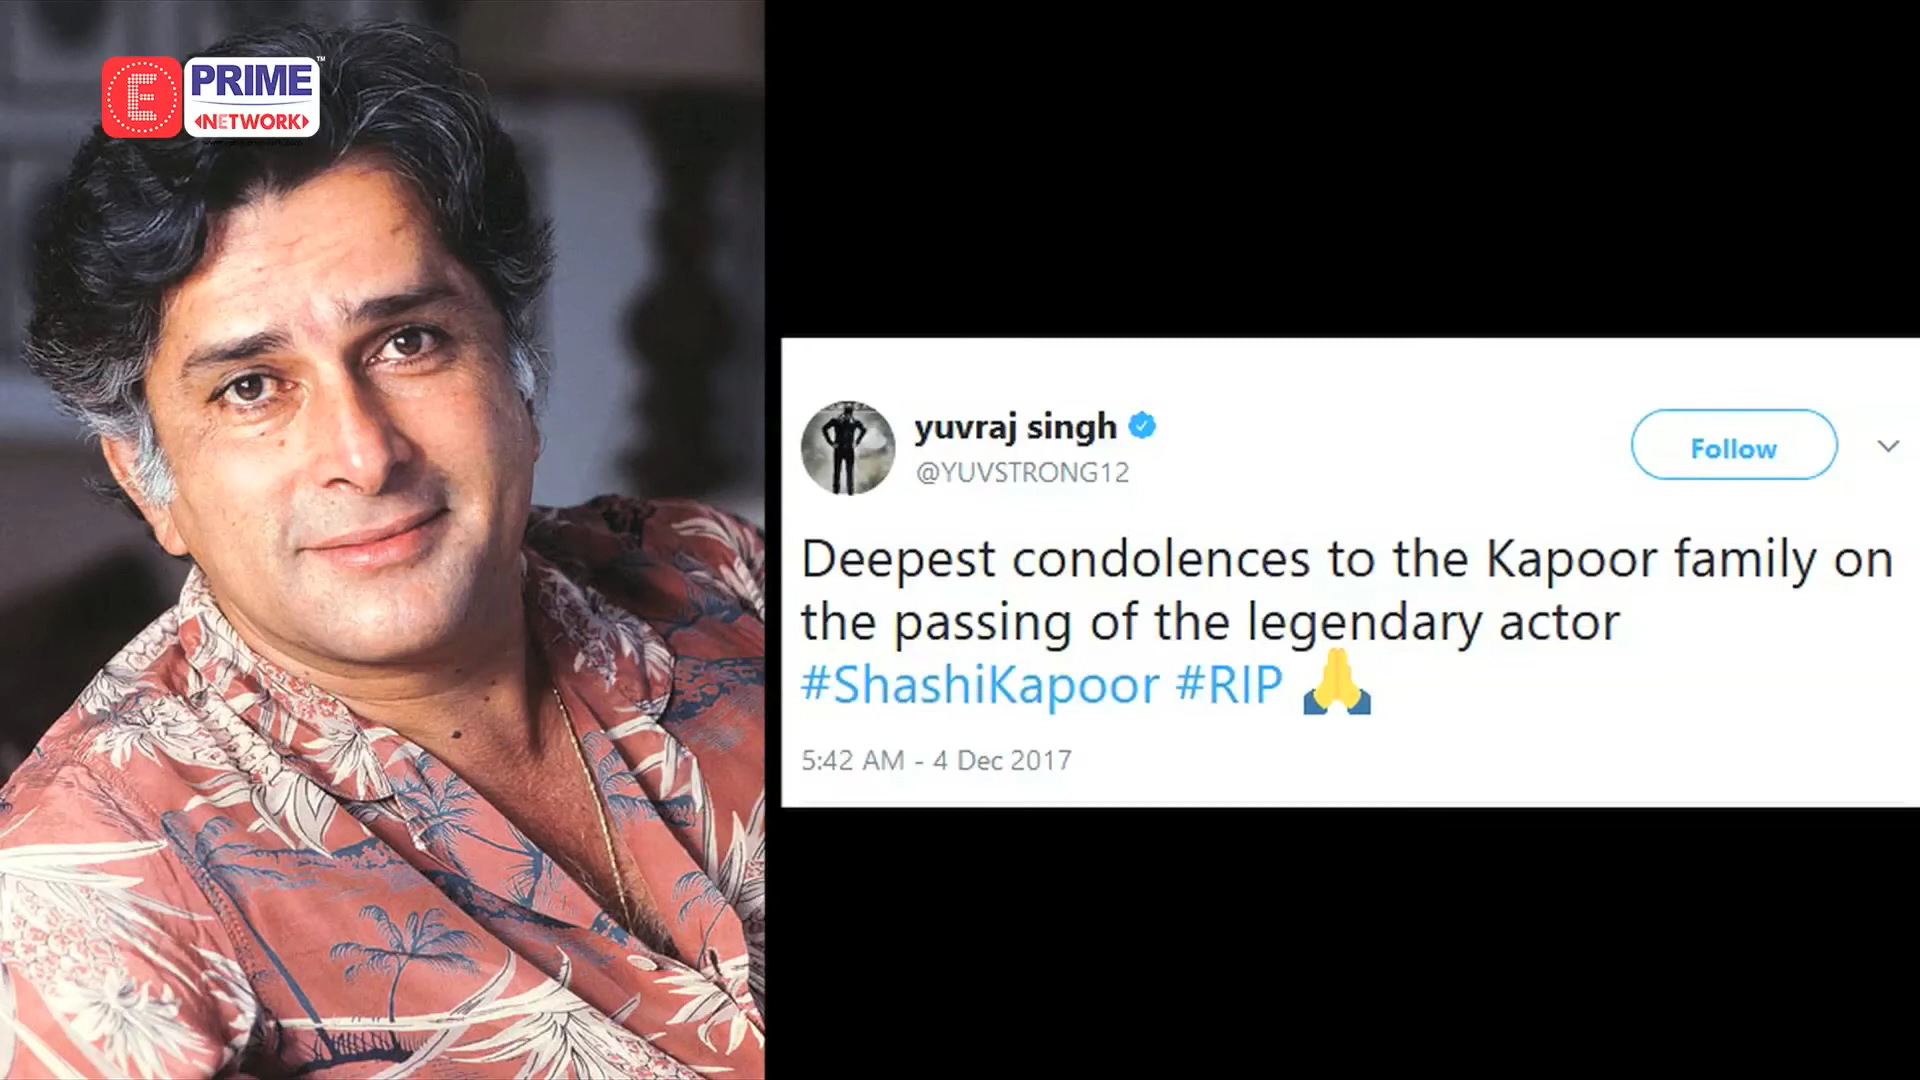 E
PRIME
NETWORK
TM
yuvraj singh
@YUVSTRONG12
Follow
Deepest condolences to the Kapoor family on
the passing of the legendary actor
#ShashiKapoor #RIP 🙏
5:42 AM - 4 Dec 2017